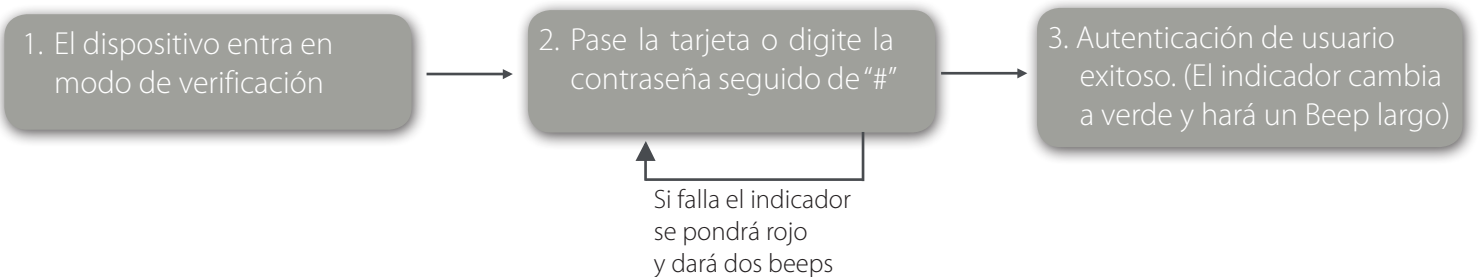 1. El dispositivo entra en
modo de verificación
2. Pase la tarjeta o digite la
contraseña seguido de “#”
3. Autenticación de usuario
exitoso. (El indicador cambia
a verde y hará un Beep largo)
Si falla el indicador
se pondrá rojo
y dará dos beeps